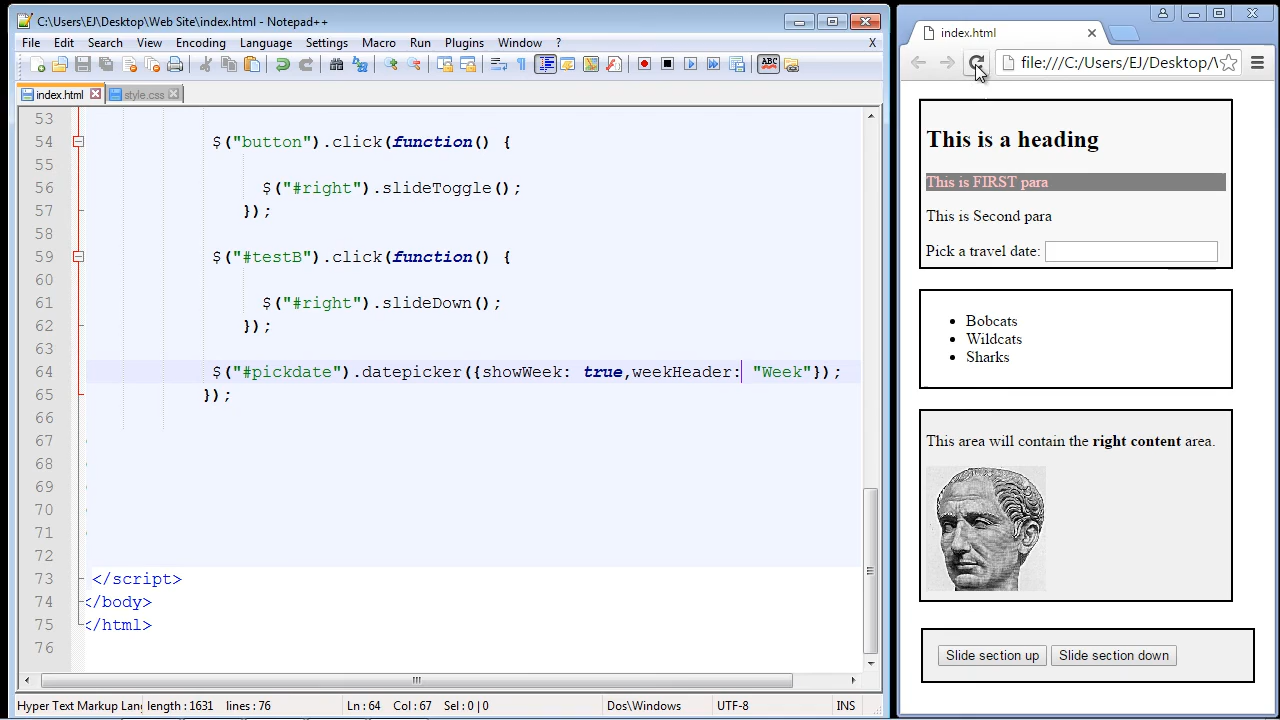 C:\Users\EJ\Desktop\Web Site\index.html - Notepad++
File Edit Search View Encoding Language Settings Macro Run Plugins Window ? X
index.html style.css
53
54 $("button").click(function() {
55
56 $("#right").slideToggle();
57 });
58
59 $("#testB").click(function() {
60
61 $("#right").slideDown();
62 });
63
64 $("#pickdate").datepicker({showWeek: true,weekHeader: "Week"});
65 });
66
67
68
69
70
71
72
73 </script>
74 </body>
75 </html>
76
Hyper Text Markup Lang length : 1631 lines : 76 Ln : 64 Col : 67 Sel : 0 | 0 Dos\Windows UTF-8 INS
index.html
file:///C:/Users/EJ/Desktop/
This is a heading
This is FIRST para
This is Second para
Pick a travel date:
Bobcats
Wildcats
Sharks
This area will contain the right content area.
Slide section up Slide section down